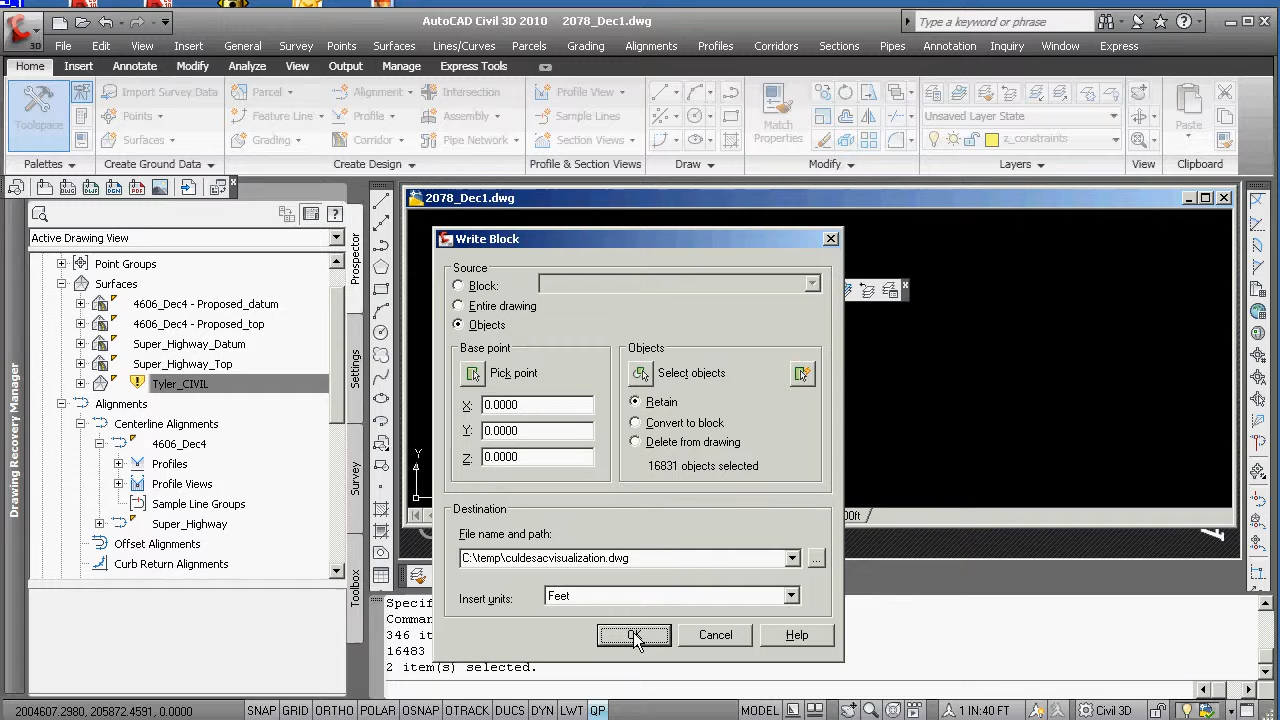 AutoCAD Civil 3D 2010 2078_Dec1.dwg
Type a keyword or phrase
3D
File Edit View Insert General Survey Points Surfaces Lines/Curves Parcels Grading Alignments Profiles Corridors Sections Pipes Annotation Inquiry Window Express
Home Insert Annotate Modify Analyze View Output Manage Express Tools
Toolspace
Import Survey Data
Points
Surfaces
Parcel
Feature Line
Grading
Alignment
Profile
Corridor
Intersection
Assembly
Pipe Network
Profile View
Sample Lines
Section Views
Match
Properties
Unsaved Layer State
z_constraints
Paste
Palettes Create Ground Data Create Design Profile & Section Views Draw Modify Layers View Clipboard
Active Drawing View
Point Groups
Surfaces
4606_Dec4 - Proposed_datum
4606_Dec4 - Proposed_top
Super_Highway_Datum
Super_Highway_Top
Tyler_CIVIL
Alignments
Centerline Alignments
4606_Dec4
Profiles
Profile Views
Sample Line Groups
Super_Highway
Offset Alignments
Curb Return Alignments
Drawing Recovery Manager
Prospector
Settings
Survey
Toolbox
2078_Dec1.dwg
Y
Write Block
Source
Block:
Entire drawing
Objects
Base point
Pick point
X: 0.0000
Y: 0.0000
Z: 0.0000
Objects
Select objects
Retain
Convert to block
Delete from drawing
16831 objects selected
Destination
File name and path:
C:\temp\culdesacvisualization.dwg
...
Insert units: Feet
OK Cancel Help
00ft
Specif
Comman
346 it
16483
2 item(s) selected.
2004607.2980, 205872.4591, 0.0000 SNAP GRID ORTHO POLAR OSNAP OTRACK DUCS DYN LWT QP MODEL 1 IN:40 FT Civil 3D